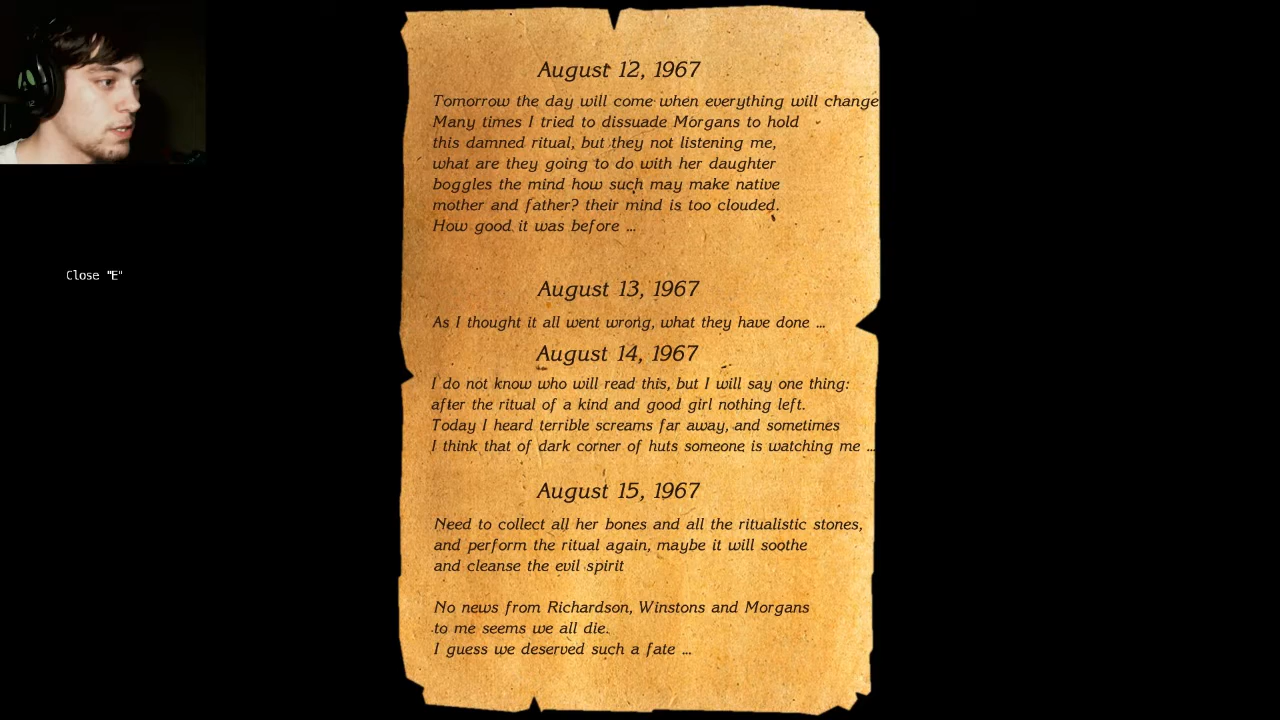 August 12, 1967
Tomorrow the day will come when everything will change
Many times I tried to dissuade Morgans to hold
this damned ritual, but they not listening me,
what are they going to do with her daughter
boggles the mind how such may make native
mother and father? their mind is too clouded.
How good it was before ...
Close "E"
August 13, 1967
As I thought it all went wrong, what they have done ...
August 14, 1967
I do not know who will read this, but I will say one thing:
after the ritual of a kind and good girl nothing left.
Today I heard terrible screams far away, and sometimes
I think that of dark corner of huts someone is watching me ...
August 15, 1967
Need to collect all her bones and all the ritualistic stones,
and perform the ritual again, maybe it will soothe
and cleanse the evil spirit
No news from Richardson, Winstons and Morgans
to me seems we all die.
I guess we deserved such a fate ...